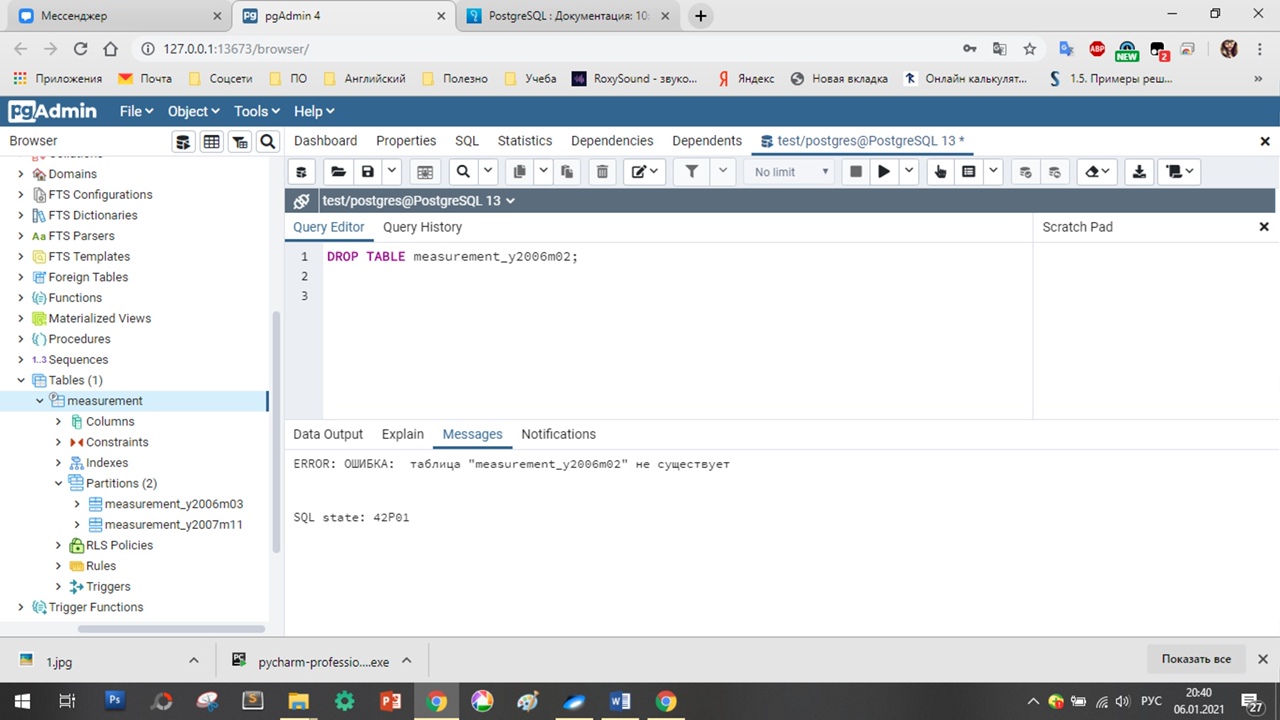 Мессенджер
pgAdmin 4
PostgreSQL : Документация: 10:
127.0.0.1:13673/browser/
ABP
NEW
2
Приложения
Почта
Соцсети
ПО
Английский
Полезно
Учеба
RoxySound - звуко...
Яндекс
Новая вкладка
Онлайн калькулят...
1.5. Примеры реш...
pgAdmin
File
Object
Tools
Help
Browser
Dashboard
Properties
SQL
Statistics
Dependencies
Dependents
test/postgres@PostgreSQL 13 *
Domains
FTS Configurations
FTS Dictionaries
FTS Parsers
FTS Templates
Foreign Tables
Functions
Materialized Views
Procedures
Sequences
Tables (1)
measurement
Columns
Constraints
Indexes
Partitions (2)
measurement_y2006m03
measurement_y2007m11
RLS Policies
Rules
Triggers
Trigger Functions
No limit
test/postgres@PostgreSQL 13
Query Editor
Query History
Scratch Pad
1 DROP TABLE measurement_y2006m02;
2
3
Data Output
Explain
Messages
Notifications
ERROR: ОШИБКА: таблица "measurement_y2006m02" не существует
SQL state: 42P01
1.jpg
pycharm-professio....exe
Показать все
РУС
20:40
06.01.2021
27